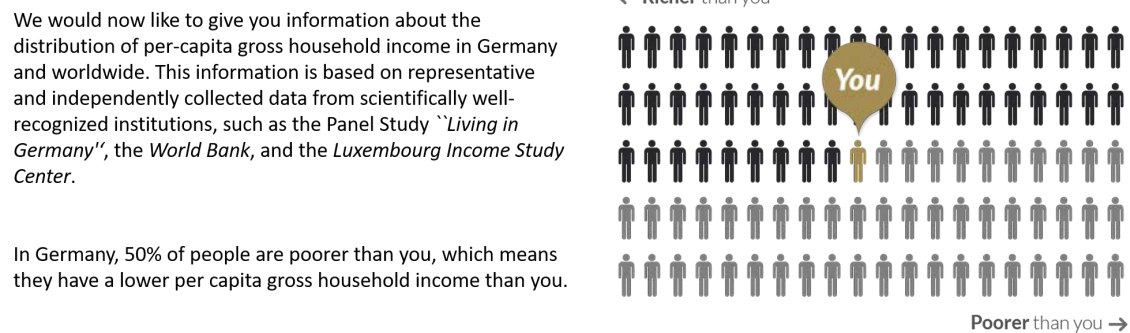 We would now like to give you information about the
distribution of per-capita gross household income in Germany
and worldwide. This information is based on representative
and independently collected data from scientifically well-
recognized institutions, such as the Panel Study ``Living in
Germany'‘, the World Bank, and the Luxembourg Income Study
Center.
In Germany, 50% of people are poorer than you, which means
they have a lower per capita gross household income than you.
Richer than you
You
Poorer than you